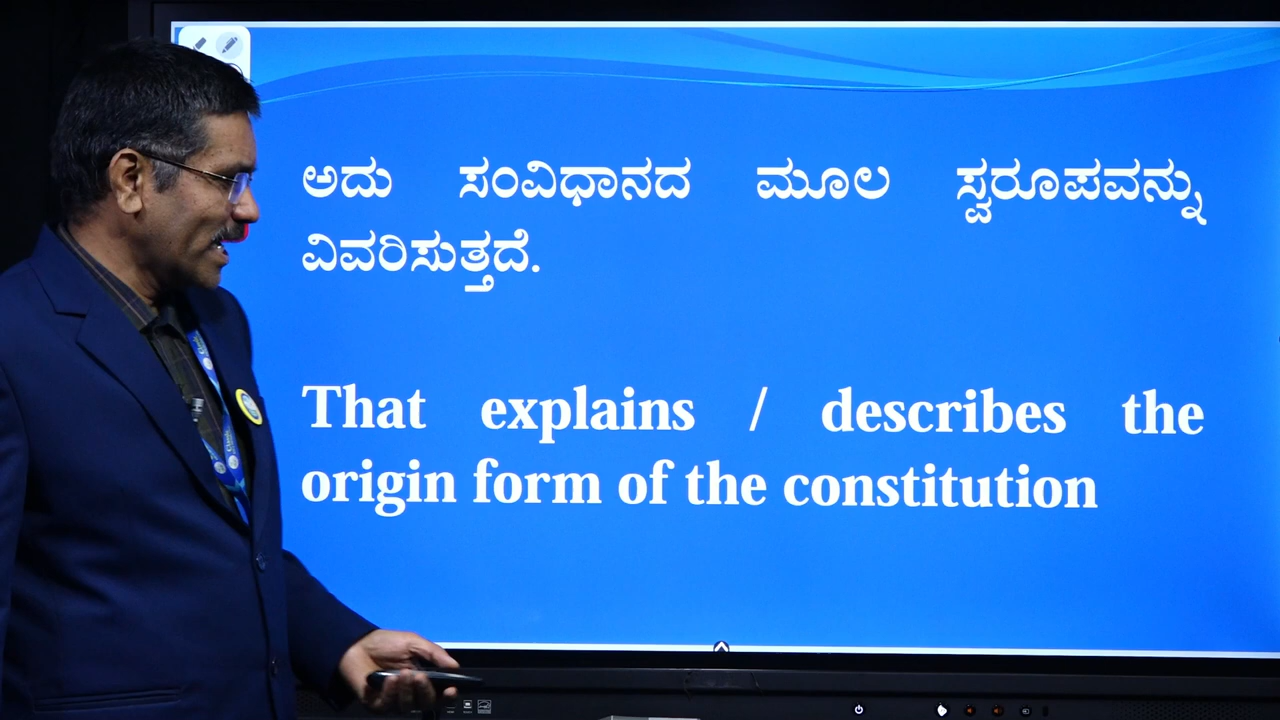 ಅದು ಸಂವಿಧಾನದ ಮೂಲ ಸ್ವರೂಪವನ್ನು
ವಿವರಿಸುತ್ತದೆ.
That explains / describes the
origin form of the constitution